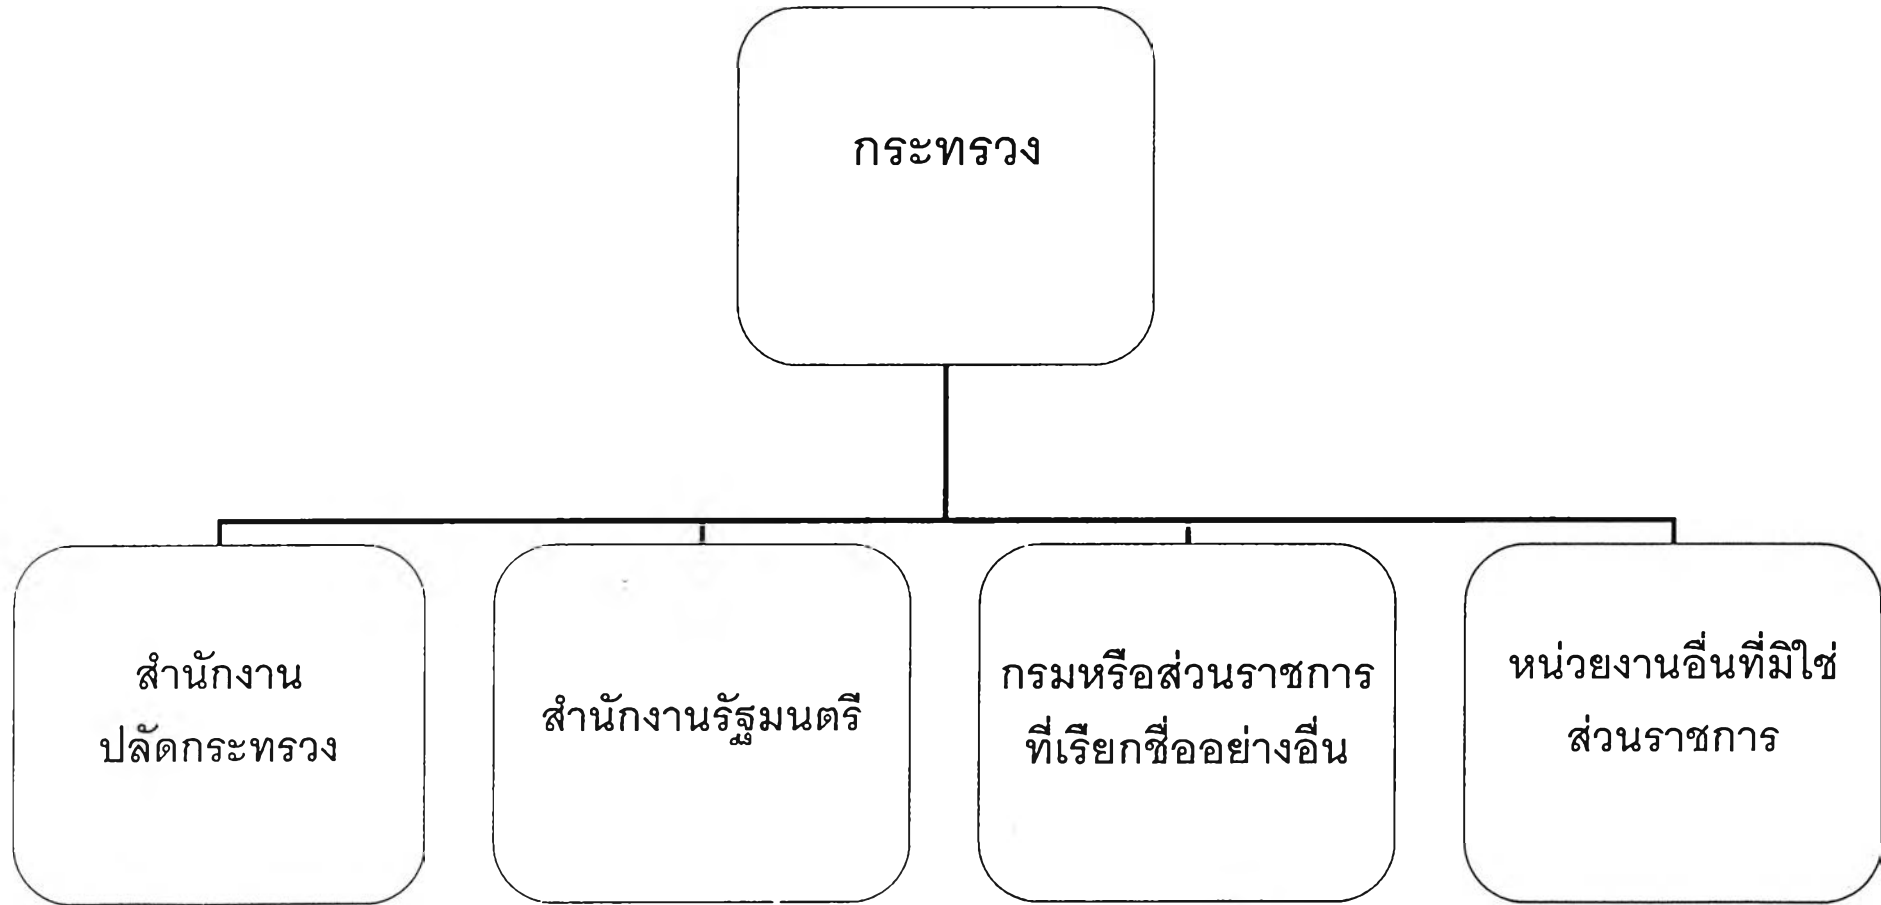 กระทรวง
สำนักงาน
ปลัดกระทรวง
สำนักงานรัฐมนตรี
กรมหรือส่วนราชการ
ที่เรียกชื่ออย่างอื่น
หน่วยงานอื่นที่มิใช่
ส่วนราชการ